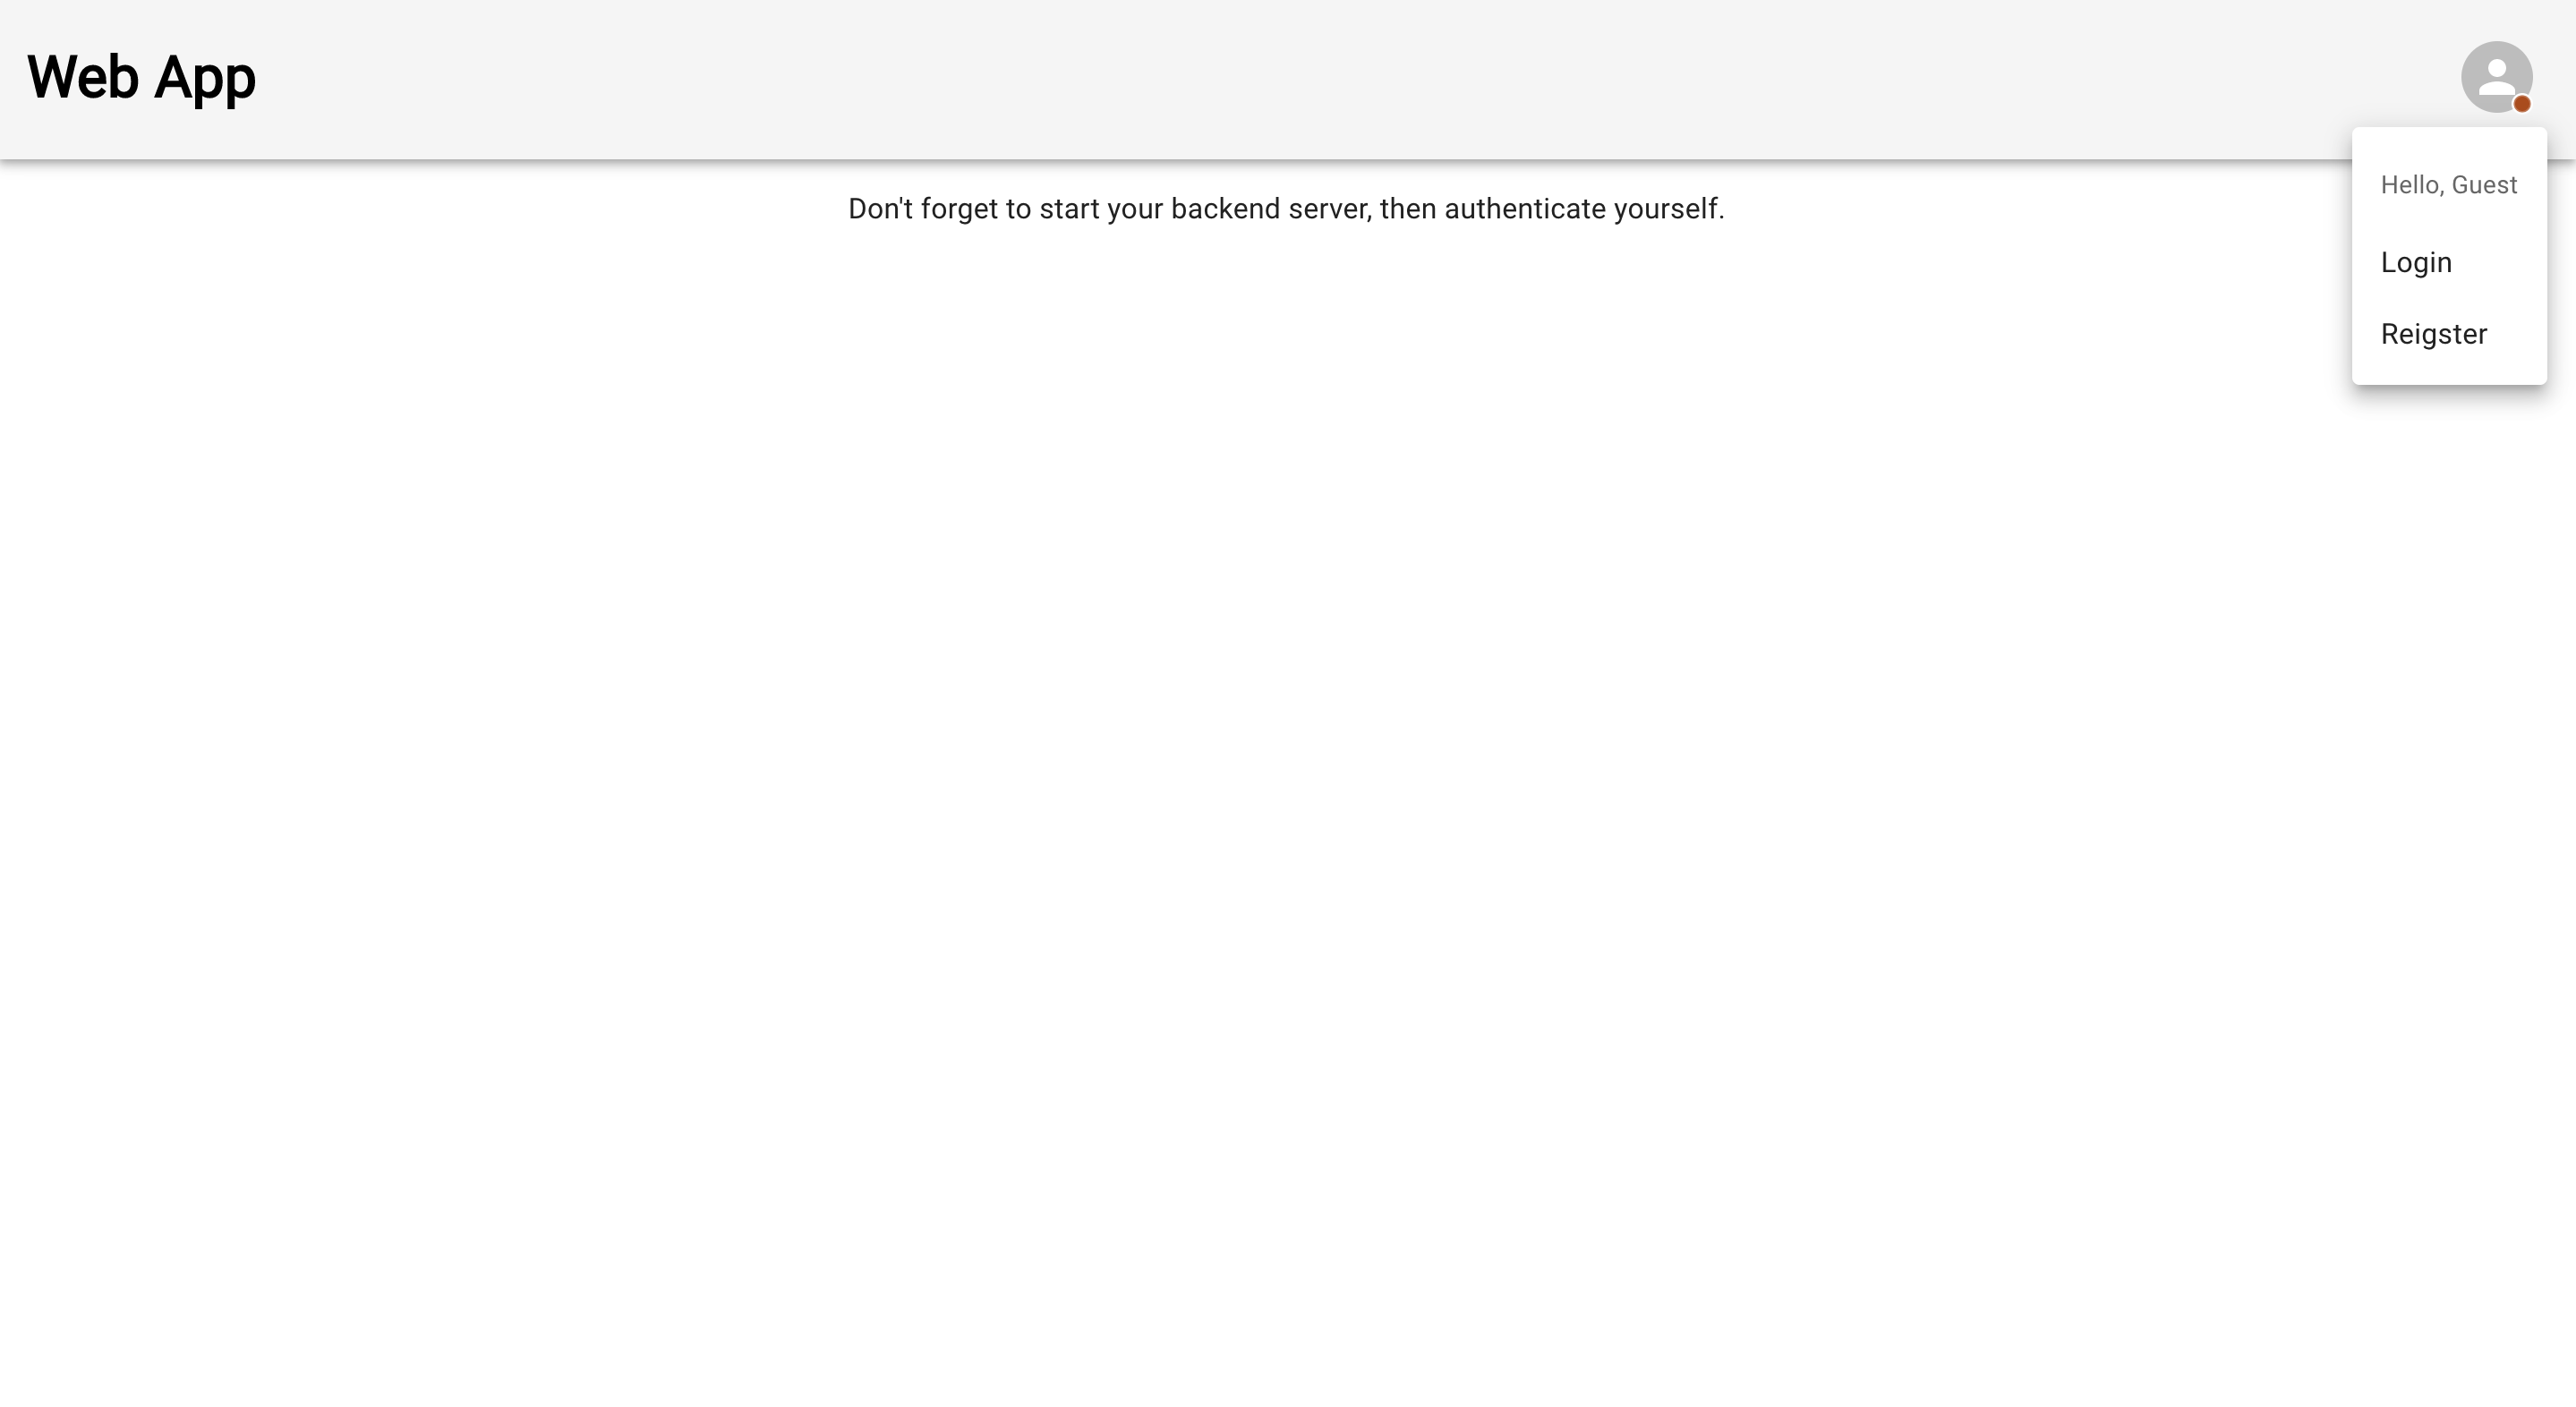 Web App
Don't forget to start your backend server, then authenticate yourself.
Hello, Guest
Login
Reigster